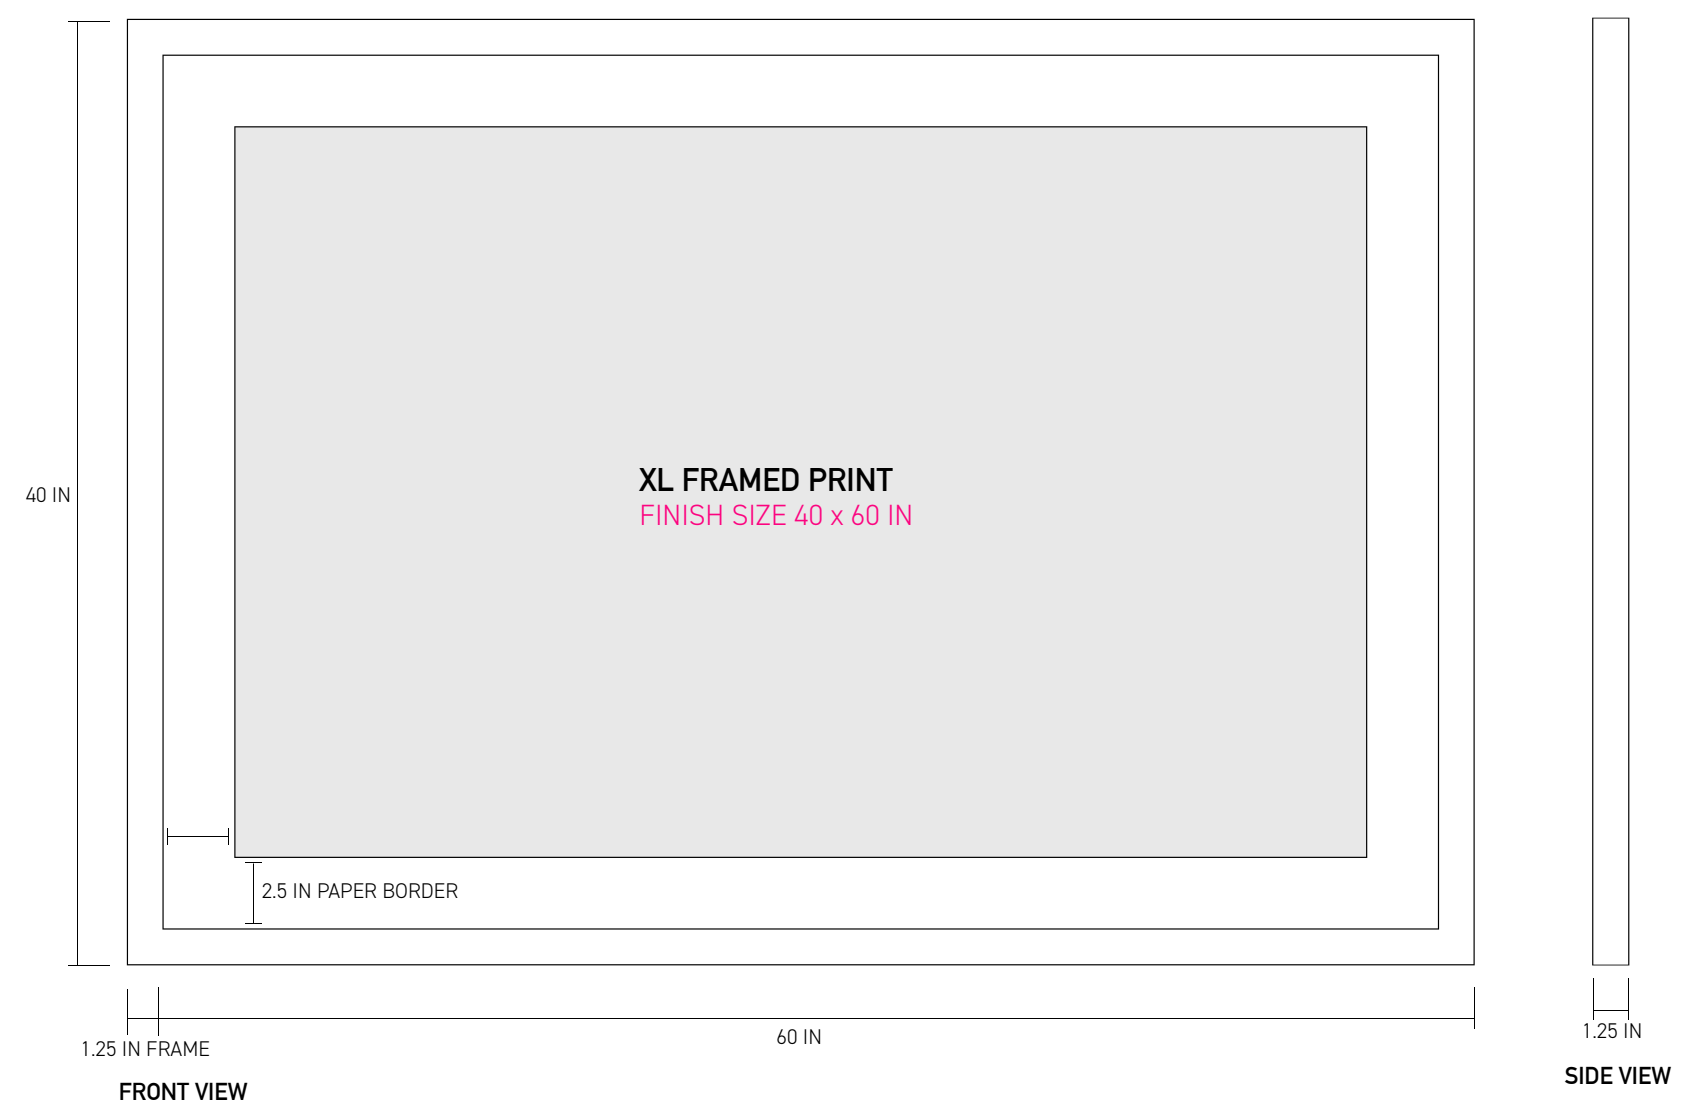 40 IN
XL FRAMED PRINT
FINISH SIZE 40 x 60 IN
2.5 IN PAPER BORDER
1.25 IN FRAME
60 IN
FRONT VIEW
1.25 IN
SIDE VIEW